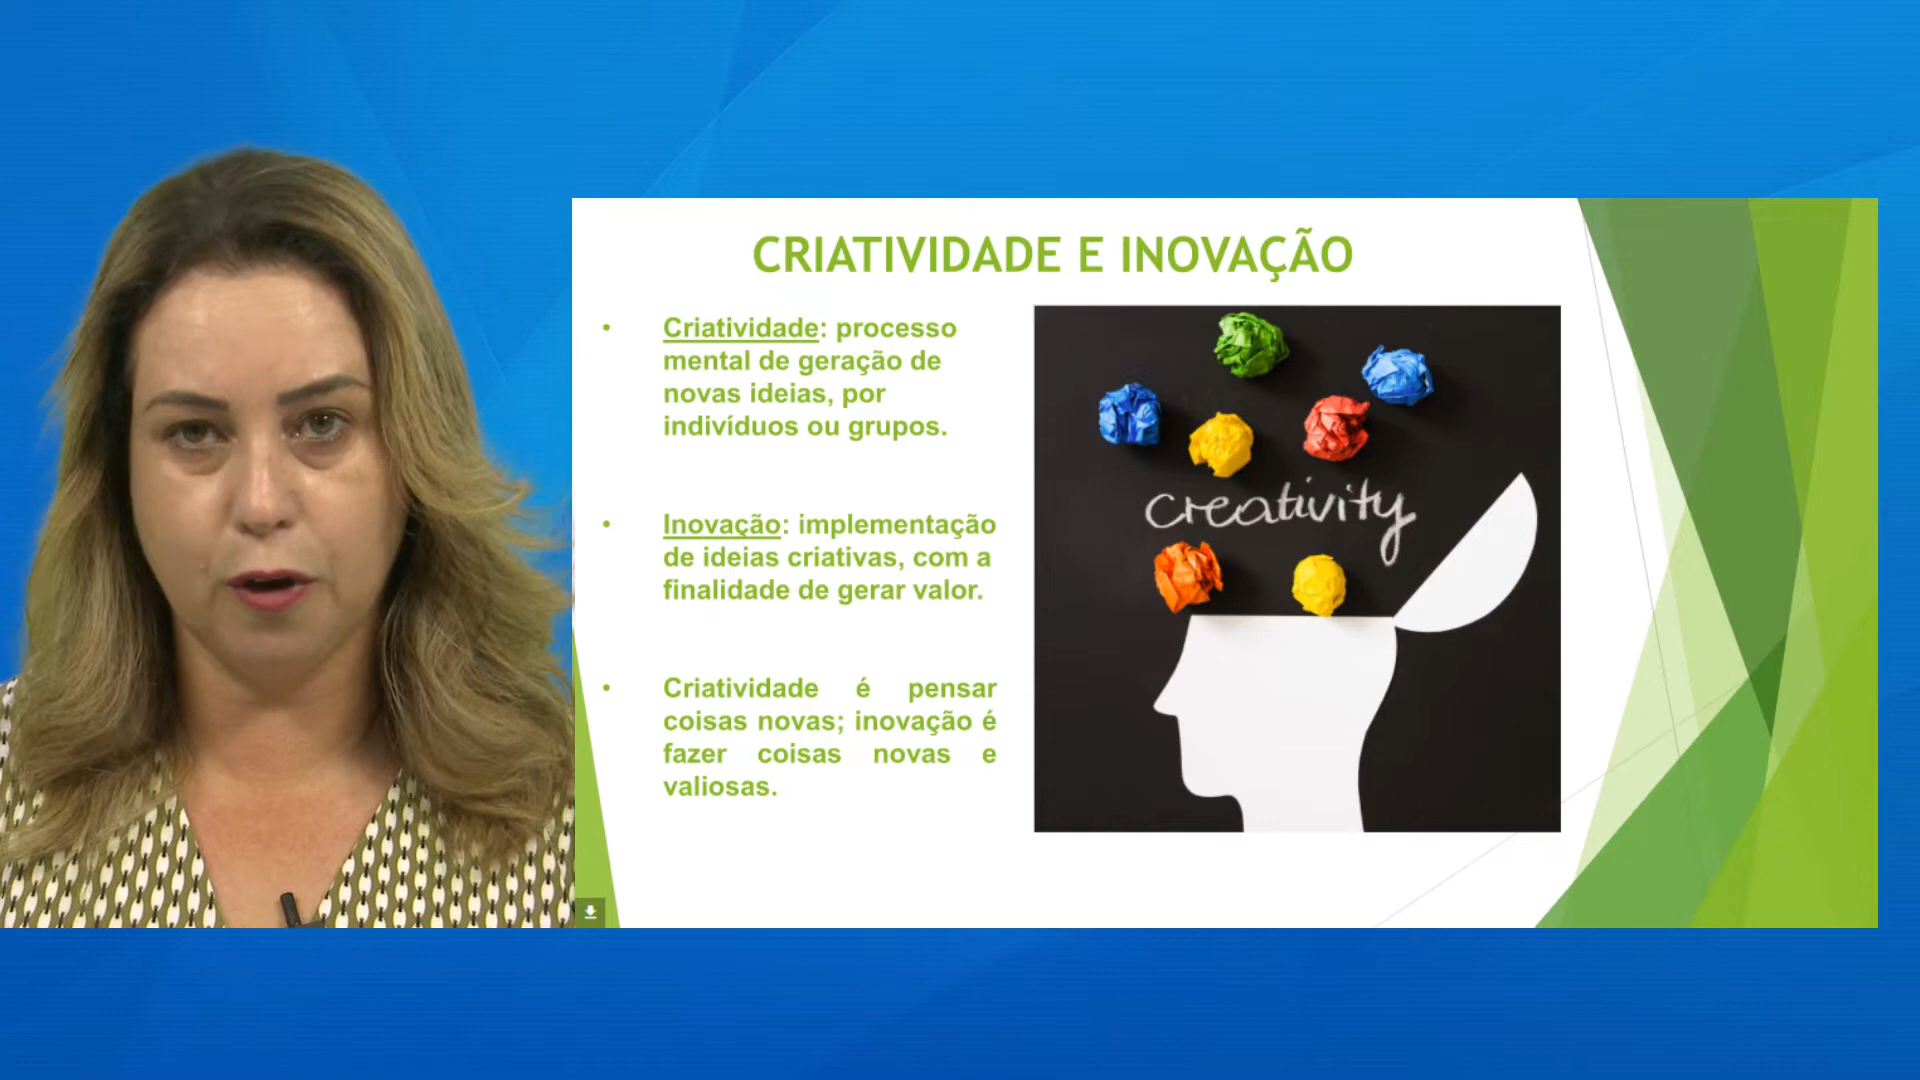 CRIATIVIDADE E INOVAÇÃO
• Criatividade: processo
mental de geração de
novas ideias, por
indivíduos ou grupos.
• Inovação: implementação
de ideias criativas, com a
finalidade de gerar valor.
• Criatividade é pensar
coisas novas; inovação é
fazer coisas novas e
valiosas.
creativity